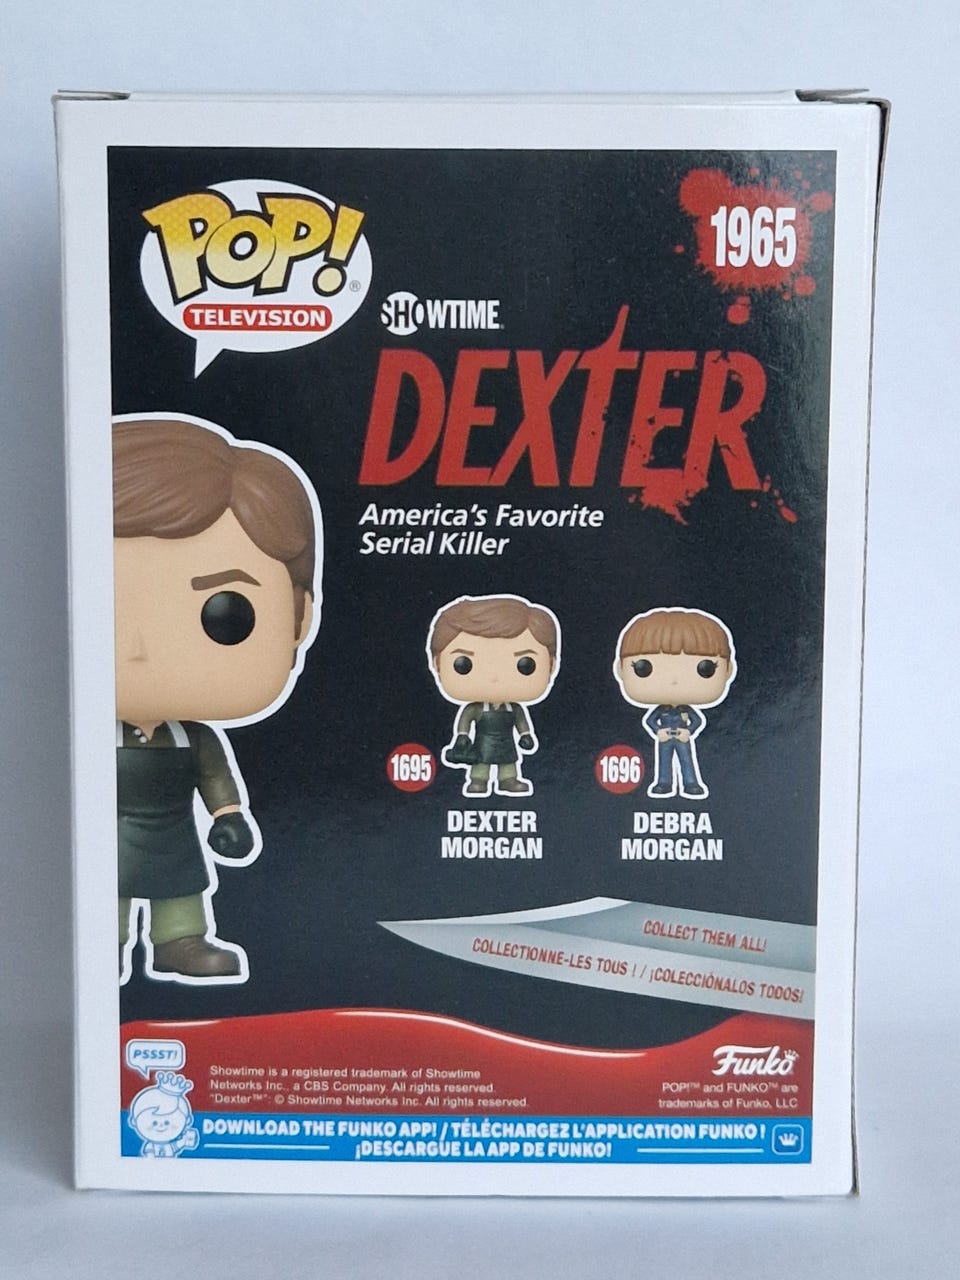 POP!®
TELEVISION
1965
SHOWTIME
DEXTER
America's Favorite
Serial Killer
1695
DEXTER
MORGAN
1696
DEBRA
MORGAN
COLLECT THEM ALL!
COLLECTIONNE-LES TOUS ! / ¡COLECCIÓNALOS TODOS!
PSSST!
Showtime is a registered trademark of Showtime
Networks Inc., a CBS Company. All rights reserved.
"Dexter™": © Showtime Networks Inc. All rights reserved.
Funko
POP!™ and FUNKO™ are
trademarks of Funko, LLC
DOWNLOAD THE FUNKO APP! / TÉLÉCHARGEZ L'APPLICATION FUNKO !
¡DESCARGUE LA APP DE FUNKO!